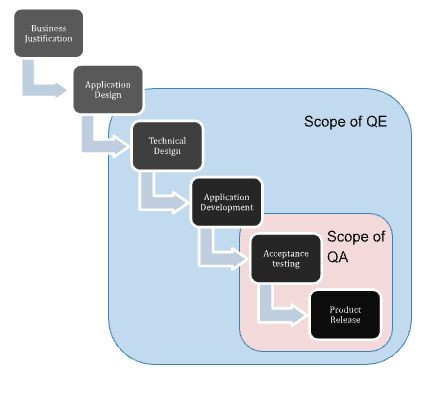 Business
Justification
Application
Design
Scope of QE
Technical
Design
Application
Development
Scope of
QA
Acceptance
testing
Product
Release